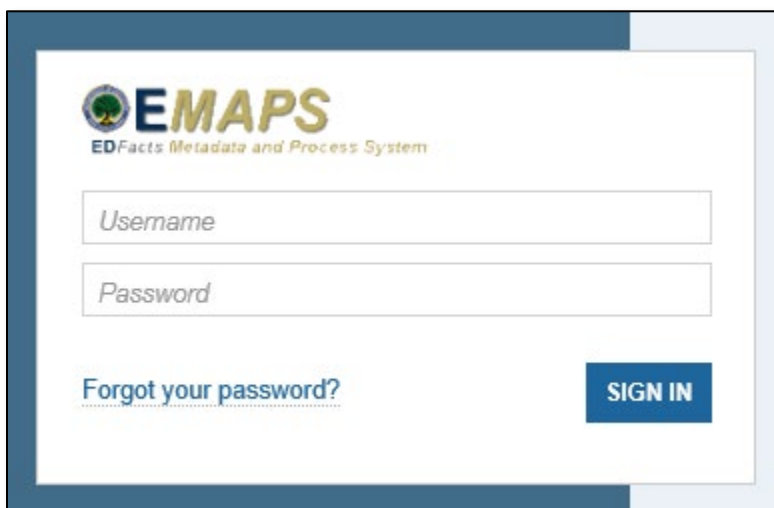 EMAPS
EDFacts Metadata and Process System
Username
Password
Forgot your password?
SIGN IN